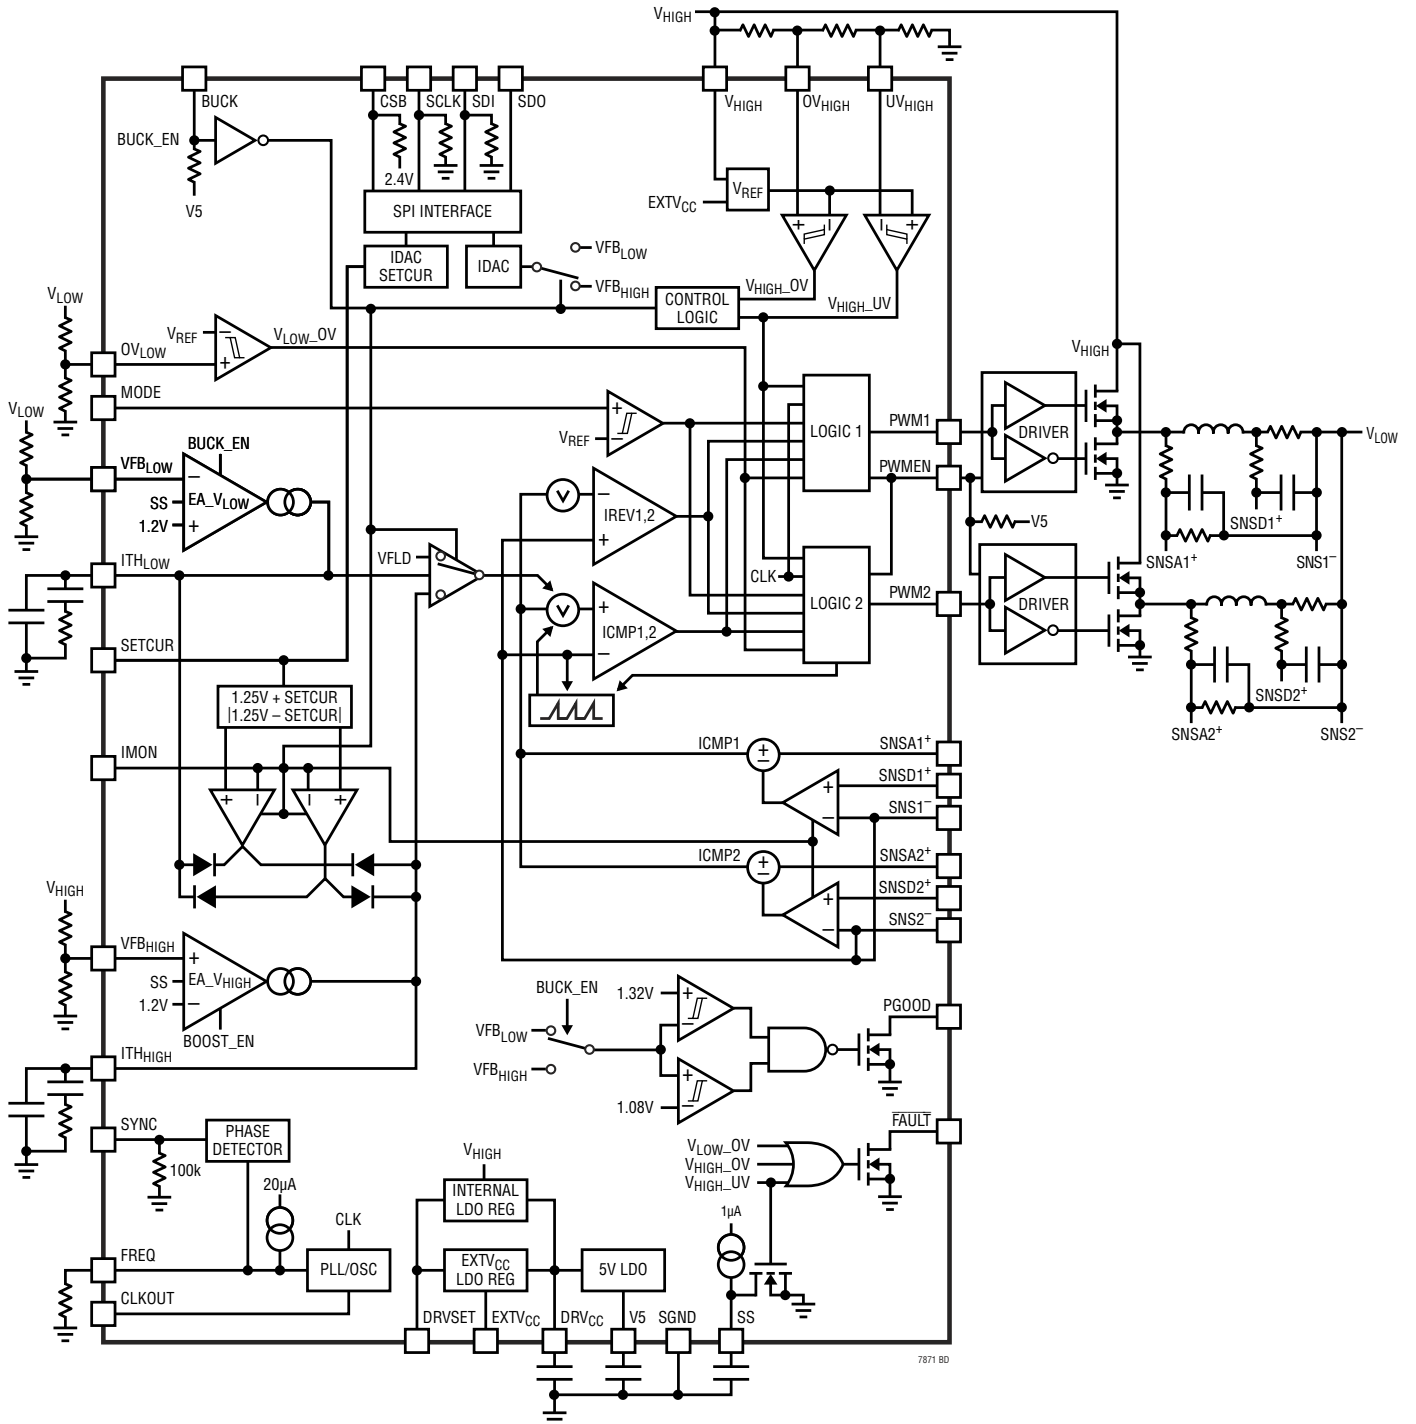 VHIGH
BUCK
CSB
SCLK
SDI
SDO
VHIGH
OVHIGH
UVHIGH
BUCK_EN
2.4V
V5
SPI INTERFACE
VREF
EXTVCC
IDAC
SETCUR
IDAC
VFBLOW
VFBHIGH
CONTROL
LOGIC
VHIGH_OV
VHIGH_UV
VLOW
VREF
−
+
VLOW_OV
OVLOW
MODE
VHIGH
VLOW
+
VREF
−
LOGIC 1
PWM1
DRIVER
VLOW
BUCK_EN
VFBLOW
−
SS
EA_VLOW
1.2V
+
PWMEN
V
−
IREV1,2
+
V5
SNSD1+
SNSA1+
SNS1−
VFLD
ITHLOW
CLK
LOGIC 2
PWM2
DRIVER
V
+
ICMP1,2
−
SETCUR
1.25V + SETCUR
|1.25V – SETCUR|
SNSD2+
SNSA2+
SNS2−
IMON
ICMP1
+
−
SNSA1+
SNSD1+
SNS1−
+
−
+
−
−
+
ICMP2
+
−
SNSA2+
SNSD2+
SNS2−
+
−
VHIGH
VFBHIGH
+
SS
EA_VHIGH
1.2V
−
BOOST_EN
BUCK_EN
1.32V
+
−
VFBLOW
VFBHIGH
+
1.08V
−
PGOOD
ITHHIGH
SYNC
PHASE
DETECTOR
100k
FAULT
VLOW_OV
VHIGH_OV
VHIGH_UV
VHIGH
INTERNAL
LDO REG
20µA
CLK
1µA
FREQ
PLL/OSC
EXTVCC
LDO REG
5V LDO
CLKOUT
DRVSET
EXTVCC
DRVCC
V5
SGND
SS
7871 BD